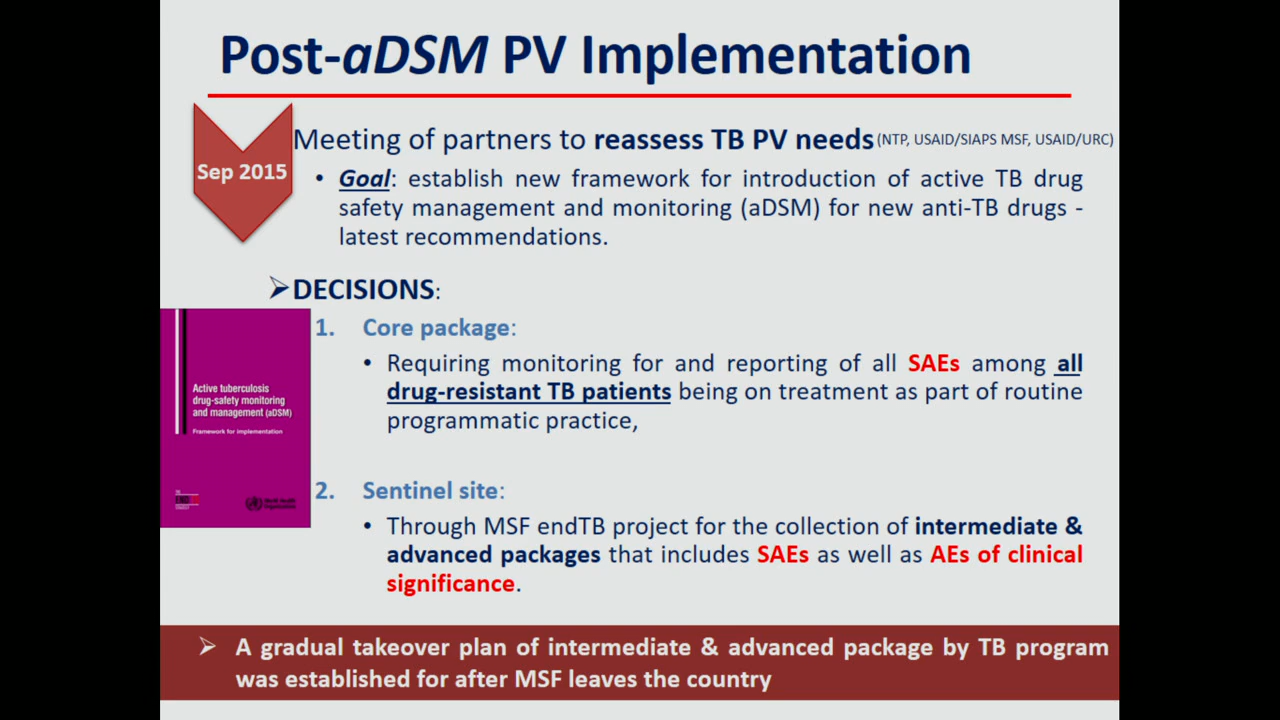 Post-aDSM PV Implementation
Sep 2015
Meeting of partners to reassess TB PV needs (NTP, USAID/SIAPS MSF, USAID/URC)
• Goal: establish new framework for introduction of active TB drug
safety management and monitoring (aDSM) for new anti-TB drugs -
latest recommendations.
➢DECISIONS:
1. Core package:
• Requiring monitoring for and reporting of all SAEs among all
drug-resistant TB patients being on treatment as part of routine
programmatic practice,
Active tuberculosis
drug-safety monitoring
and management (aDSM)
Framework for implementation
END
World Health
Organization
2. Sentinel site:
• Through MSF endTB project for the collection of intermediate &
advanced packages that includes SAEs as well as AEs of clinical
significance.
➢ A gradual takeover plan of intermediate & advanced package by TB program
was established for after MSF leaves the country